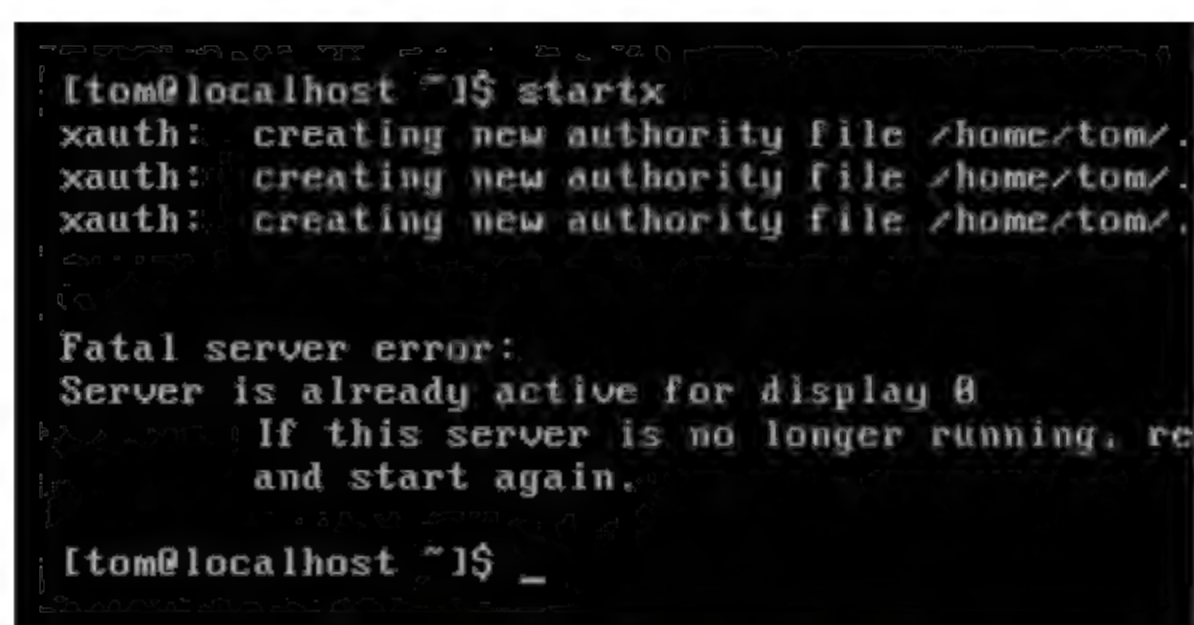 [tom@localhost ~]$ startx
xauth:  creating new authority file /home/tom/.
xauth:  creating new authority file /home/tom/.
xauth:  creating new authority file /home/tom/.
Fatal server error:
Server is already active for display 0
        If this server is no longer running, re
        and start again.
[tom@localhost ~]$ _